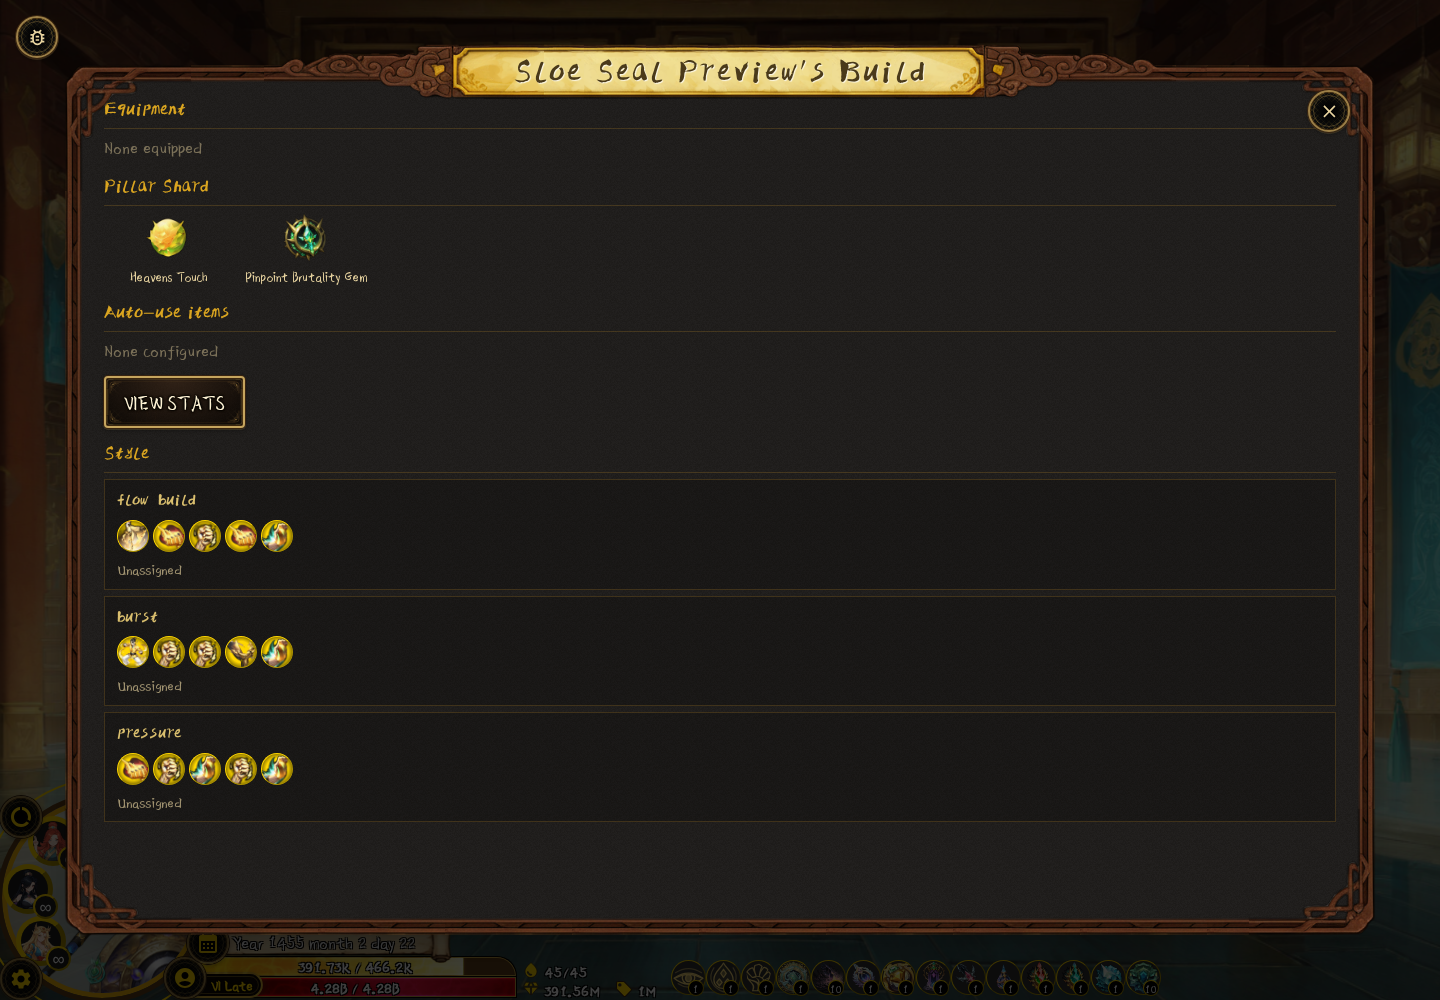 Sloe Seal Preview's Build
Equipment
None equipped
Pillar Shard
Heavens Touch
Pinpoint Brutality Gem
Auto-use items
None configured
VIEW STATS
Style
flow build
Unassigned
burst
Unassigned
pressure
Unassigned
Year 1455 month 2 day 22
391.73K / 466.2K
45/45
VI Late
4.28B / 4.28B
391.56M
1M